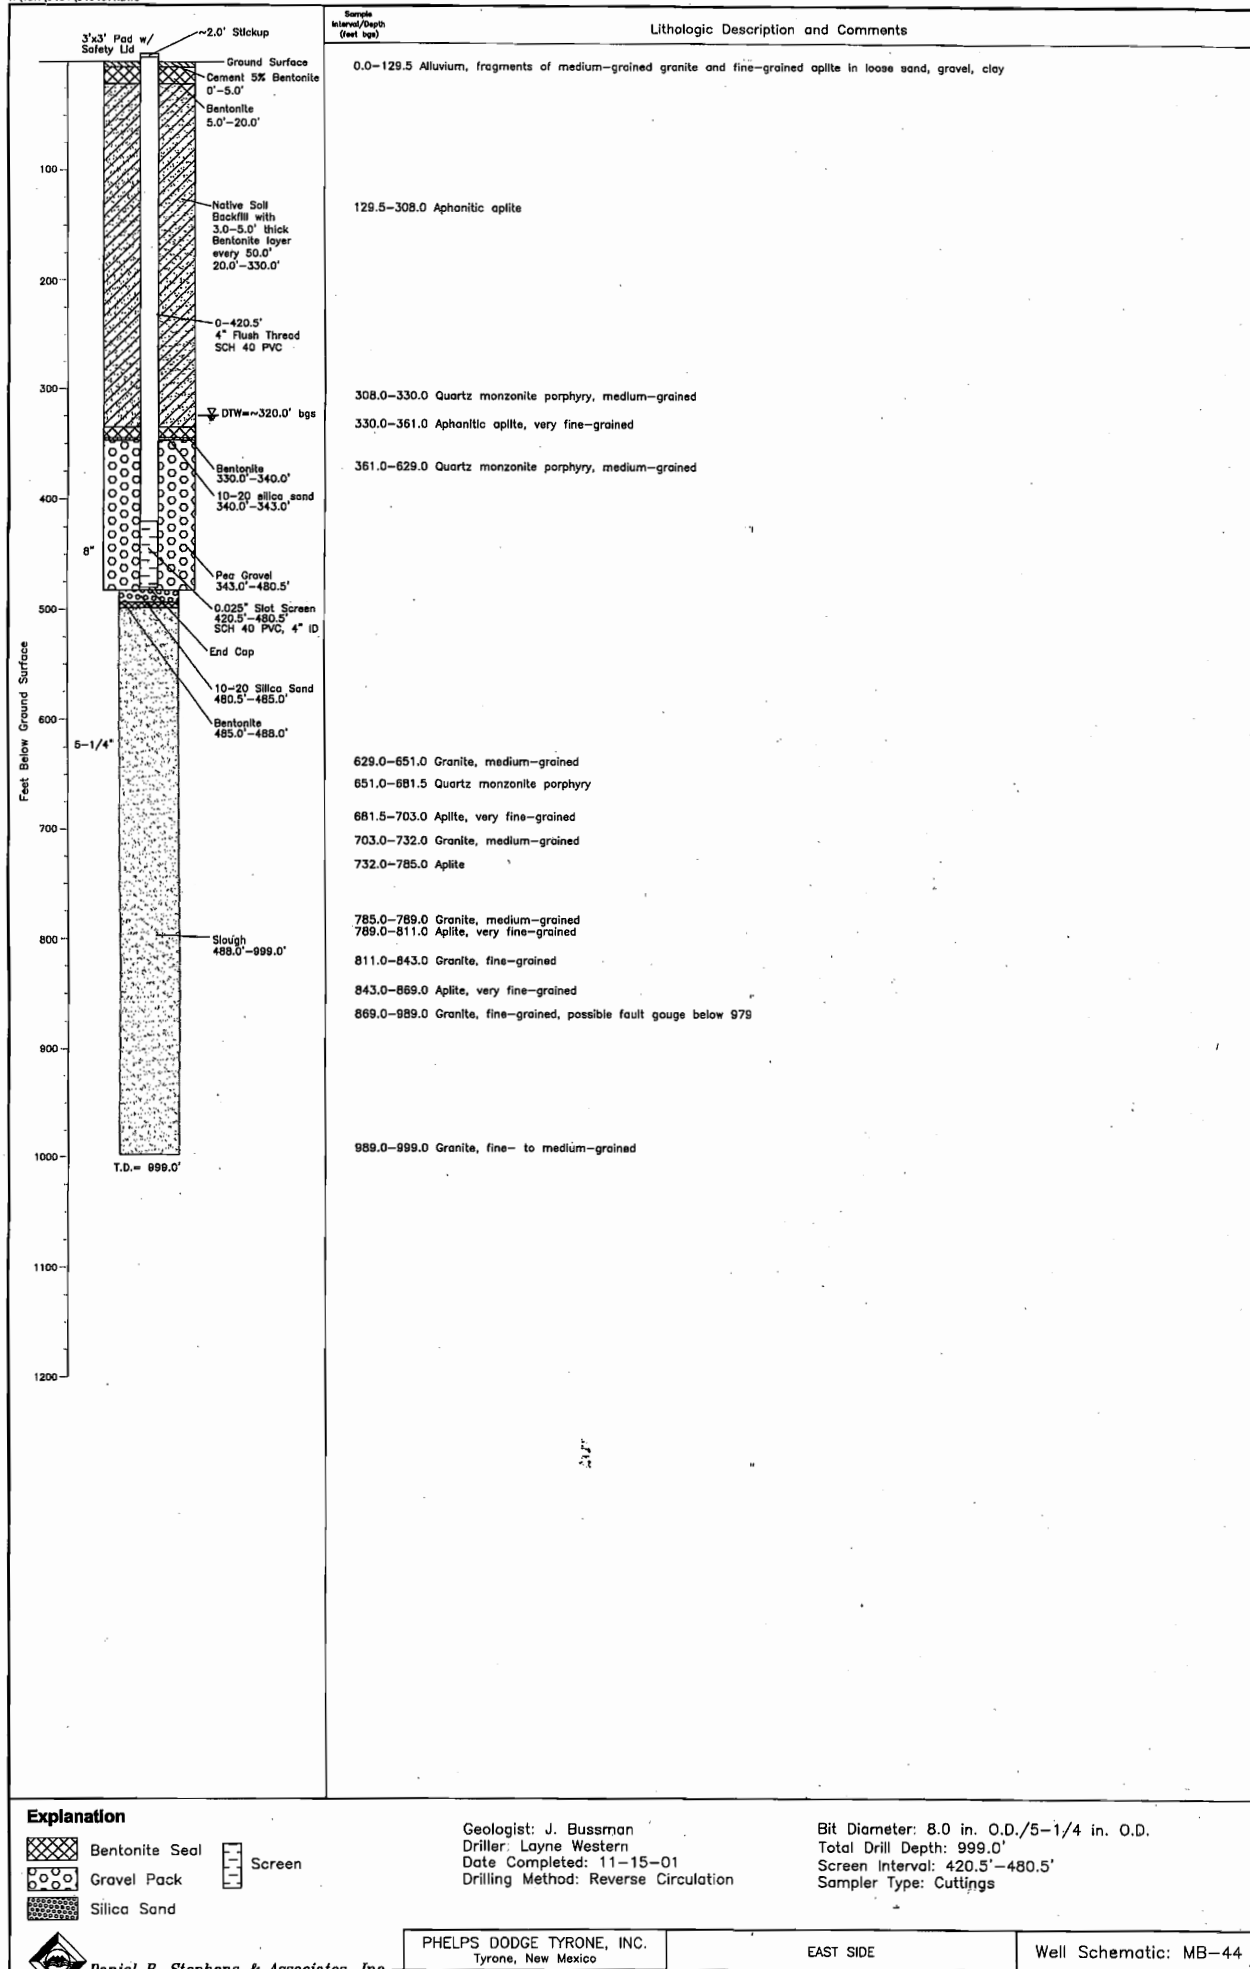 3'x3' Pad w/
Safety Lid
~2.0' Stickup
Ground Surface
Cement 5% Bentonite
0'-5.0'
Bentonite
5.0'-20.0'
100
Native Soil
Backfill with
3.0-5.0' thick
Bentonite layer
every 50.0'
20.0'-330.0'
200
0-420.5'
4" Flush Thread
SCH 40 PVC
300
DTW=~320.0' bgs
Bentonite
330.0'-340.0'
10-20 silica sand
340.0'-343.0'
400
8"
Pea Gravel
343.0'-480.5'
500
0.025" Slot Screen
420.5'-480.5'
SCH 40 PVC, 4" ID
End Cap
10-20 Silica Sand
480.5'-485.0'
600
Bentonite
485.0'-488.0'
5-1/4"
Feet Below Ground Surface
700
800
Slough
488.0'-999.0'
900
1000
T.D.= 999.0'
1100
1200
Sample
Interval/Depth
(feet bgs)
Lithologic Description and Comments
0.0-129.5 Alluvium, fragments of medium-grained granite and fine-grained aplite in loose sand, gravel, clay
129.5-308.0 Aphanitic aplite
308.0-330.0 Quartz monzonite porphyry, medium-grained
330.0-361.0 Aphanitic aplite, very fine-grained
361.0-629.0 Quartz monzonite porphyry, medium-grained
629.0-651.0 Granite, medium-grained
651.0-681.5 Quartz monzonite porphyry
681.5-703.0 Aplite, very fine-grained
703.0-732.0 Granite, medium-grained
732.0-785.0 Aplite
785.0-789.0 Granite, medium-grained
789.0-811.0 Aplite, very fine-grained
811.0-843.0 Granite, fine-grained
843.0-869.0 Aplite, very fine-grained
869.0-989.0 Granite, fine-grained, possible fault gouge below 979
989.0-999.0 Granite, fine- to medium-grained
Explanation
Bentonite Seal
Gravel Pack
Silica Sand
Screen
Geologist: J. Bussman
Driller: Layne Western
Date Completed: 11-15-01
Drilling Method: Reverse Circulation
Bit Diameter: 8.0 in. O.D./5-1/4 in. O.D.
Total Drill Depth: 999.0'
Screen Interval: 420.5'-480.5'
Sampler Type: Cuttings
Daniel B. Stephens & Associates, Inc.
PHELPS DODGE TYRONE, INC.
Tyrone, New Mexico
EAST SIDE
Well Schematic: MB-44